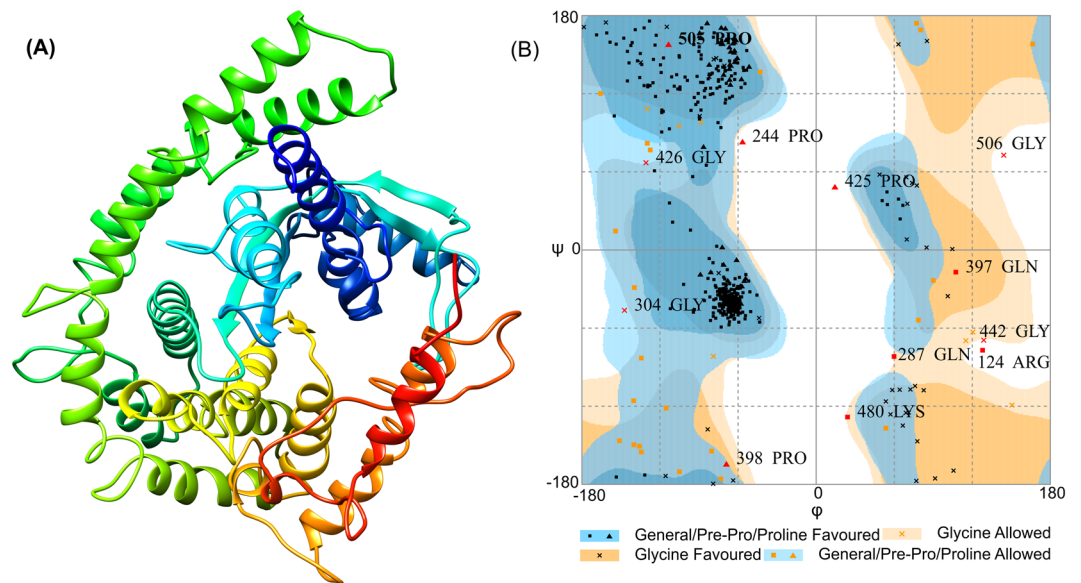 (A)
(B)
180
505 PRO
244 PRO
506 GLY
426 GLY
425 PRO
ψ 0
397 GLN
304 GLY
442 GLY
287 GLN
124 ARG
480 LYS
398 PRO
-180
-180 0 180
φ
General/Pre-Pro/Proline Favoured Glycine Allowed
Glycine Favoured General/Pre-Pro/Proline Allowed